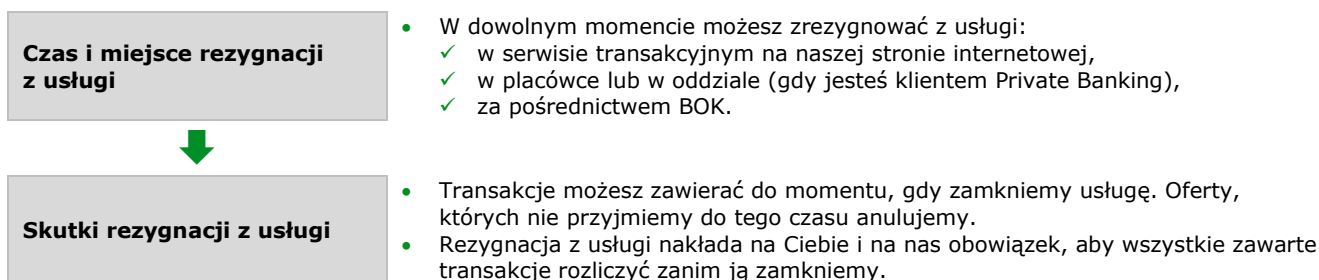 Czas i miejsce rezygnacji
z usługi
• W dowolnym momencie możesz zrezygnować z usługi:
✓ w serwisie transakcyjnym na naszej stronie internetowej,
✓ w placówce lub w oddziale (gdy jesteś klientem Private Banking),
✓ za pośrednictwem BOK.
Skutki rezygnacji z usługi
• Transakcje możesz zawierać do momentu, gdy zamkniemy usługę. Oferty,
których nie przyjmiemy do tego czasu anulujemy.
• Rezygnacja z usługi nakłada na Ciebie i na nas obowiązek, aby wszystkie zawarte
transakcje rozliczyć zanim ją zamkniemy.